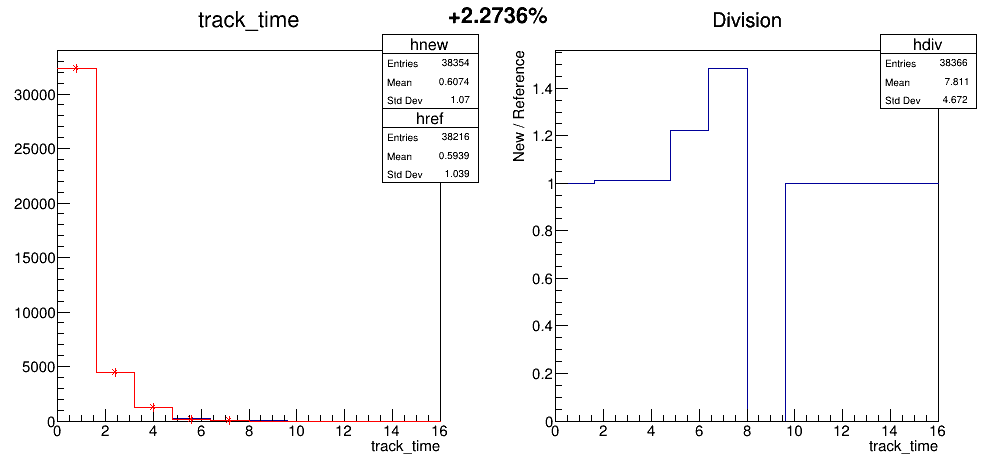 track_time
+2.2736%
Division
hnew
Entries 38354
Mean 0.6074
Std Dev 1.07
href
Entries 38216
Mean 0.5939
Std Dev 1.039
30000
25000
20000
15000
10000
5000
0
0 2 4 6 8 10 12 14 16
track_time
hdiv
Entries 38366
Mean 7.811
Std Dev 4.672
New / Reference
1.4
1.2
1
0.8
0.6
0.4
0.2
0
0 2 4 6 8 10 12 14 16
track_time